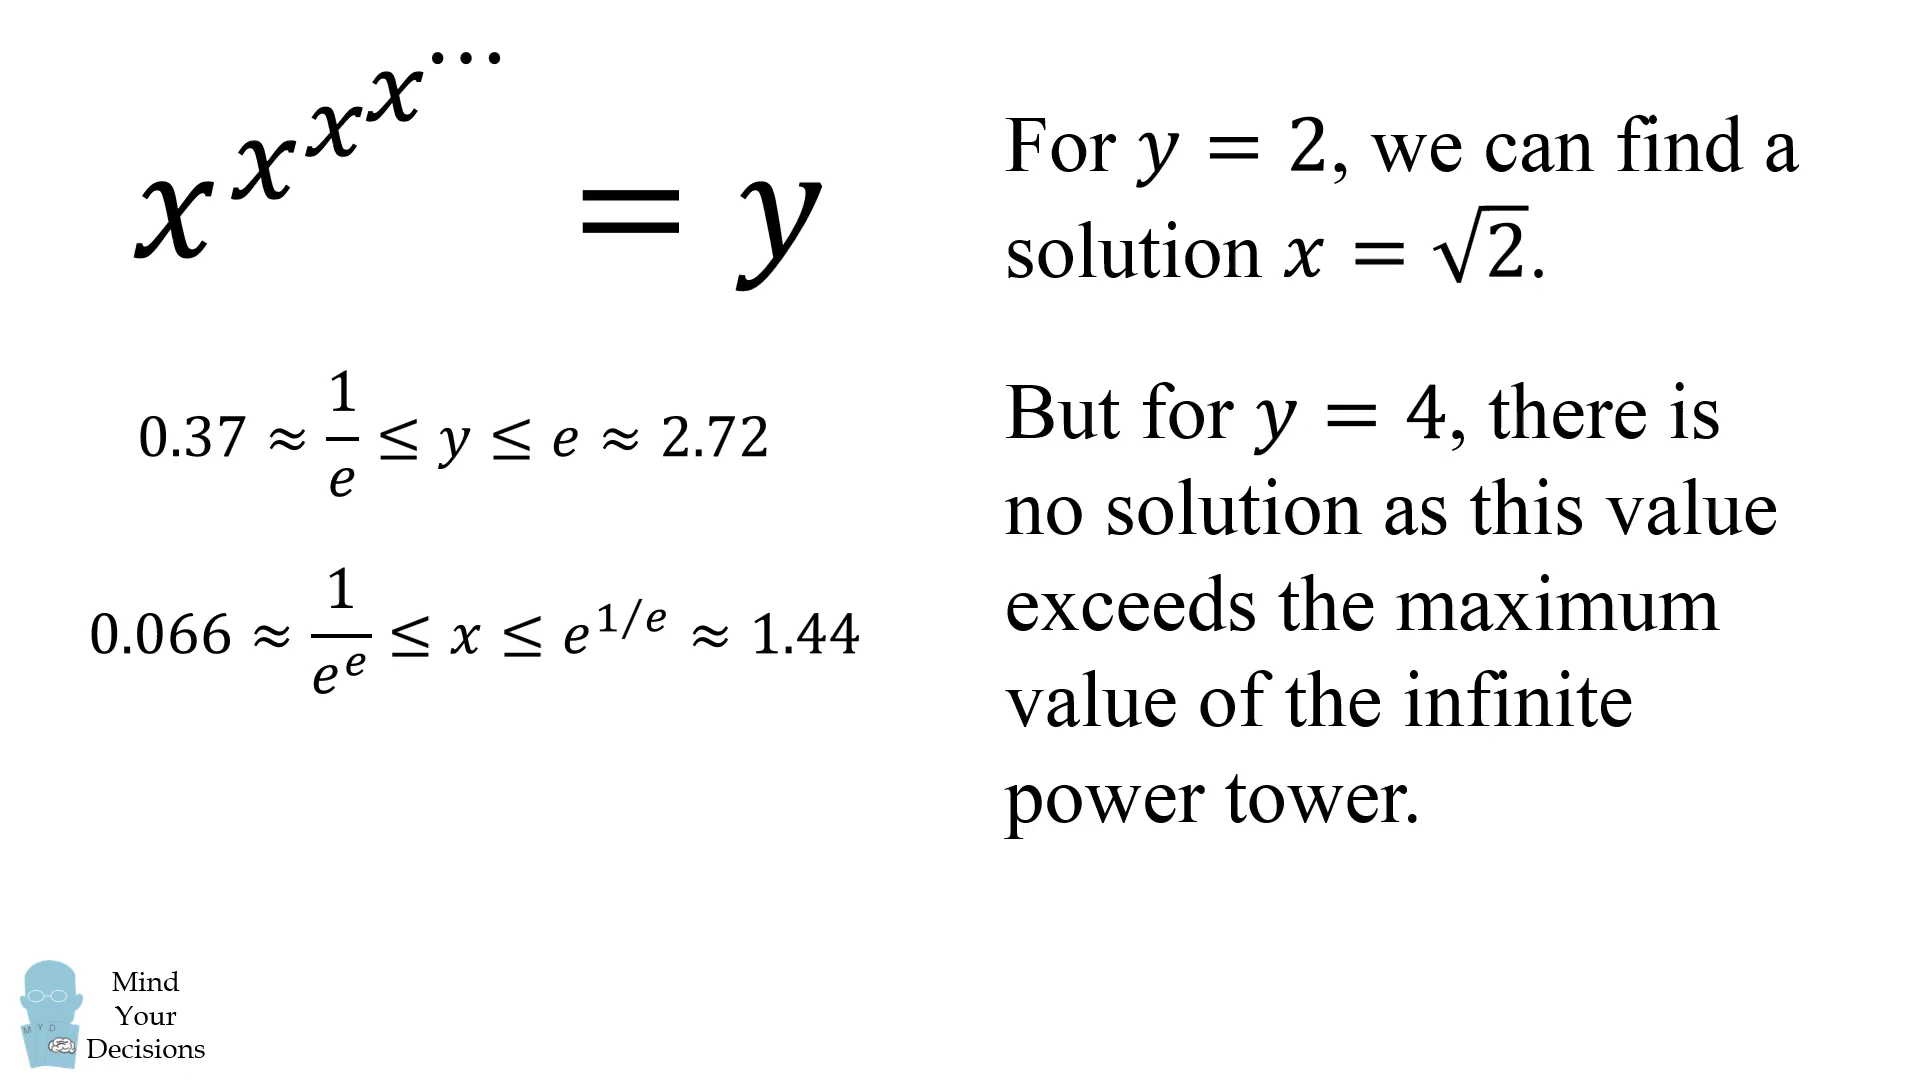 x^x^x^x^⋯ = y
0.37 ≈ 1/e ≤ y ≤ e ≈ 2.72
0.066 ≈ 1/e^e ≤ x ≤ e^1/e ≈ 1.44
For y = 2, we can find a
solution x = √2.
But for y = 4, there is
no solution as this value
exceeds the maximum
value of the infinite
power tower.
M Y D
Mind
Your
Decisions